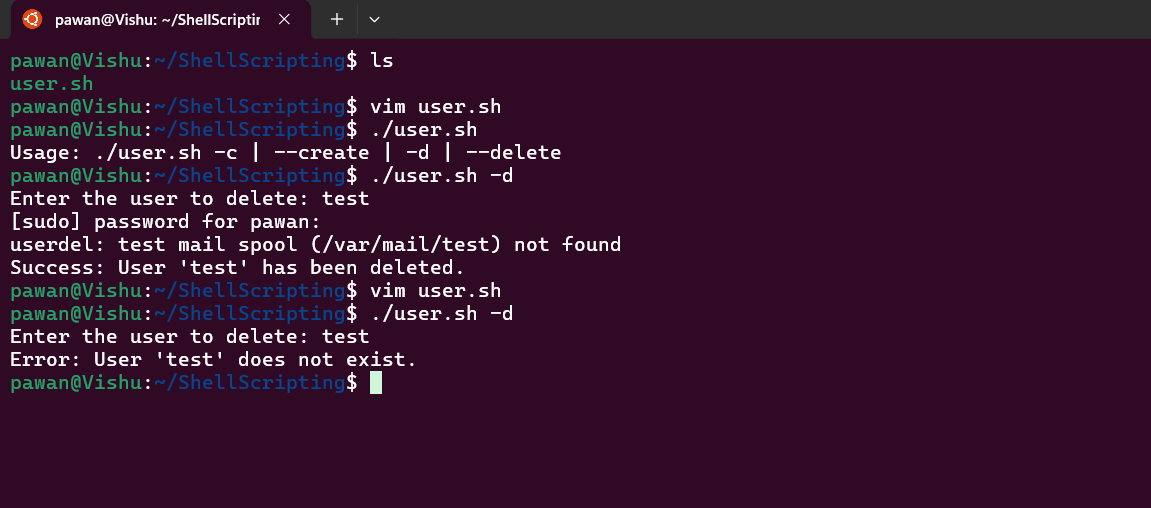 pawan@Vishu: ~/ShellScriptir
pawan@Vishu:~/ShellScripting$ ls
user.sh
pawan@Vishu:~/ShellScripting$ vim user.sh
pawan@Vishu:~/ShellScripting$ ./user.sh
Usage: ./user.sh -c | --create | -d | --delete
pawan@Vishu:~/ShellScripting$ ./user.sh -d
Enter the user to delete: test
[sudo] password for pawan:
userdel: test mail spool (/var/mail/test) not found
Success: User 'test' has been deleted.
pawan@Vishu:~/ShellScripting$ vim user.sh
pawan@Vishu:~/ShellScripting$ ./user.sh -d
Enter the user to delete: test
Error: User 'test' does not exist.
pawan@Vishu:~/ShellScripting$